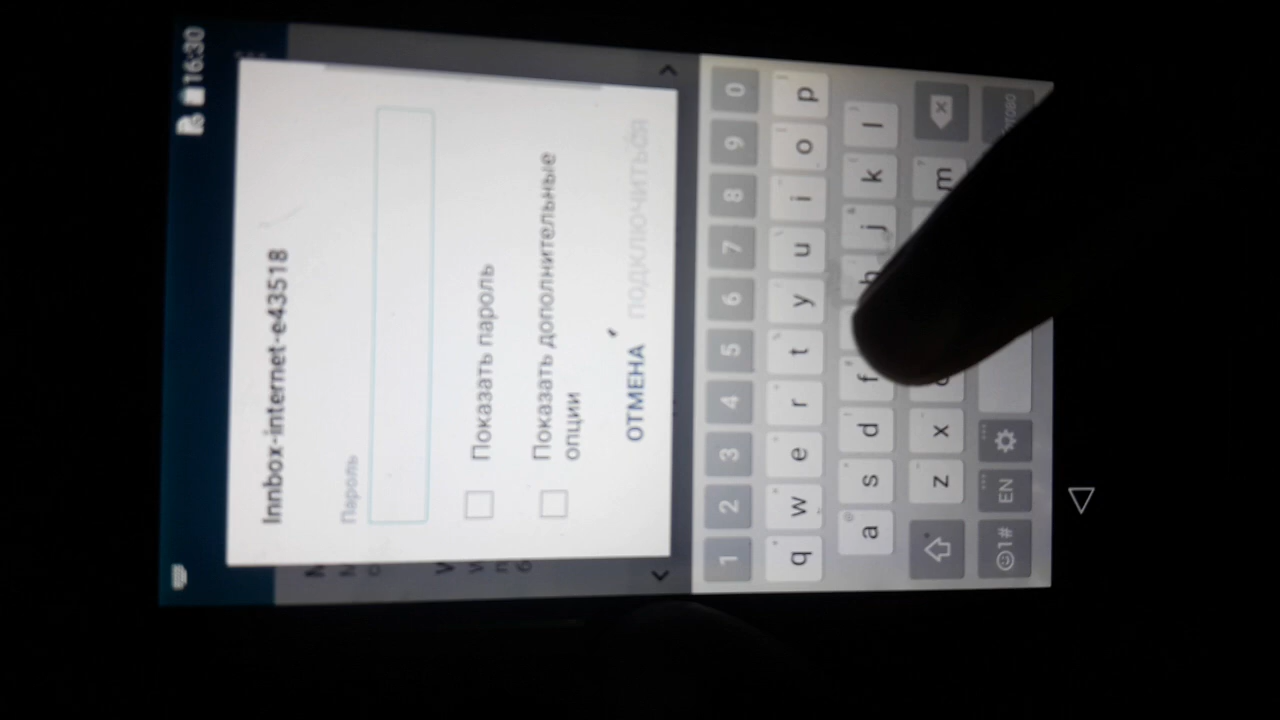 16:30
Innbox-internet-e43518
Пароль
Показать пароль
Показать дополнительные
опции
ОТМЕНА ПОДКЛЮЧИТЬСЯ
1 2 3 4 5 6 7 8 9 0
q w e r t y u i o p
a s d f h j k l
z x c m
1# EN